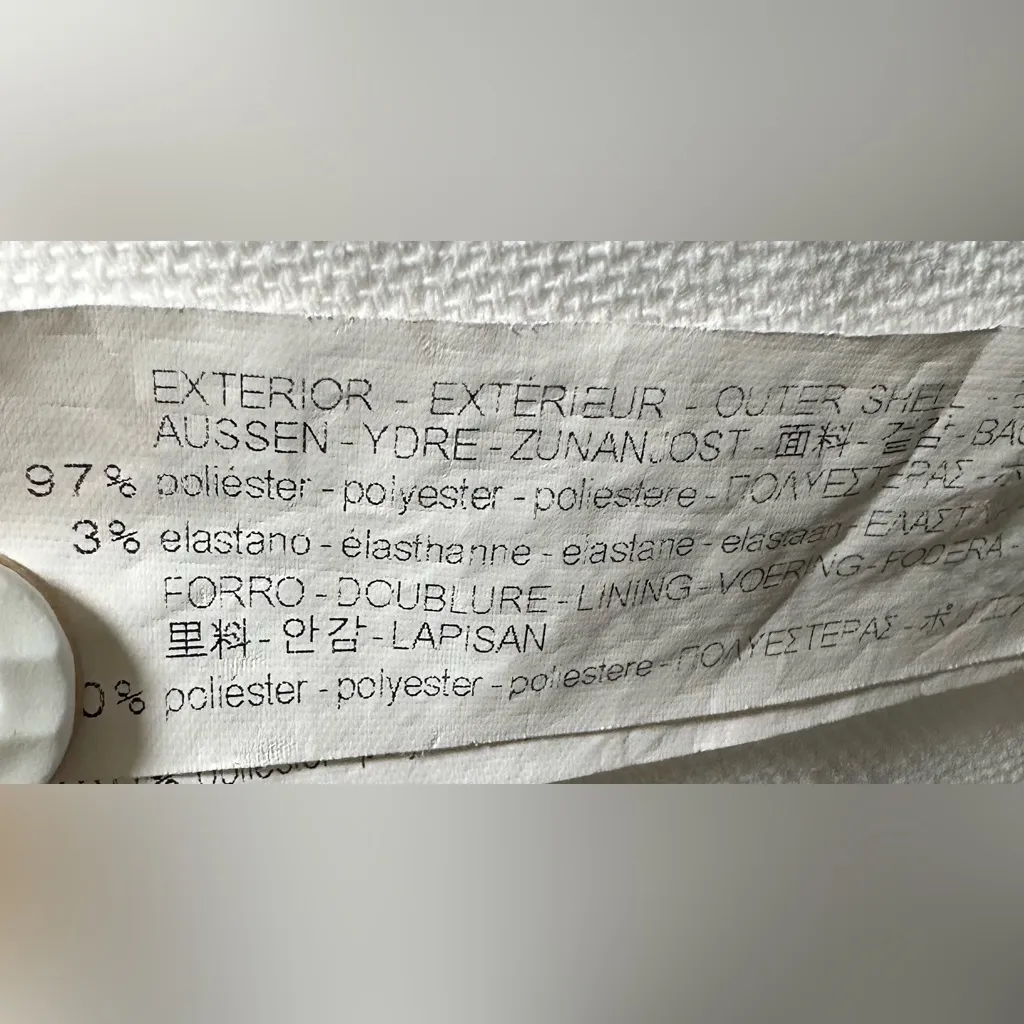 EXTERIOR - EXTÉRIEUR - OUTER SHELL -
AUSSEN - YDRE - ZUNANJOST - 面料 - 겉감 -
97% poliéster - polyester - poliestere - ΠΟΛΥΕΣΤΕΡΑΣ -
3% elastano - élasthanne - elastane - elastaan -
FORRO - DOUBLURE - LINING - VOERING - FODERA -
里料 - 안감 - LAPISAN
0% poliéster - polyester - poliestere - ΠΟΛΥΕΣΤΕΡΑΣ -